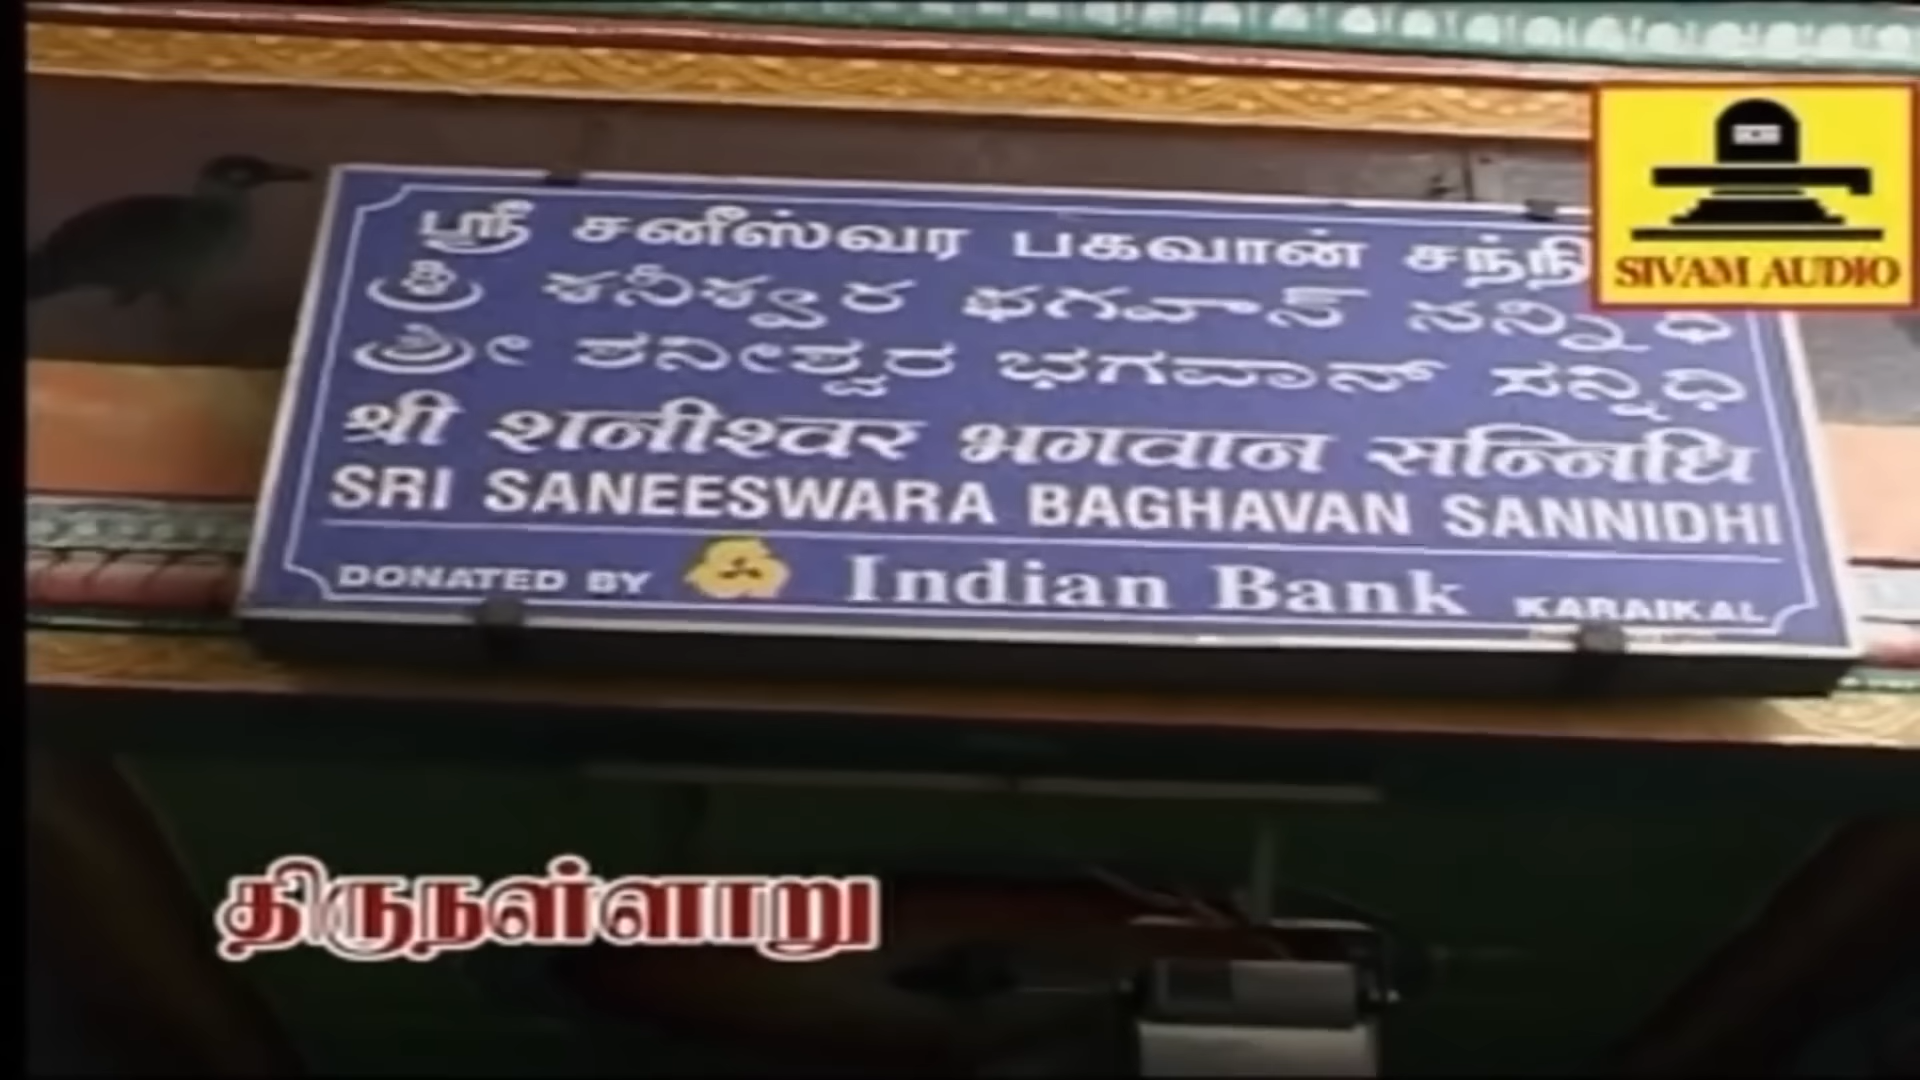 ஸ்ரீ சனீஸ்வர பகவான் சந்நி
SIVAM AUDIO
శ్రీ శనీశ్వర భగవాన్ సన్నిధి
ಶ್ರೀ ಶನೀಶ್ವರ ಭಗವಾನ್ ಸನ್ನಿಧಿ
श्री शनीश्वर भगवान सन्निधि
SRI SANEESWARA BAGHAVAN SANNIDHI
DONATED BY Indian Bank KARAIKAL
திருநள்ளாறு